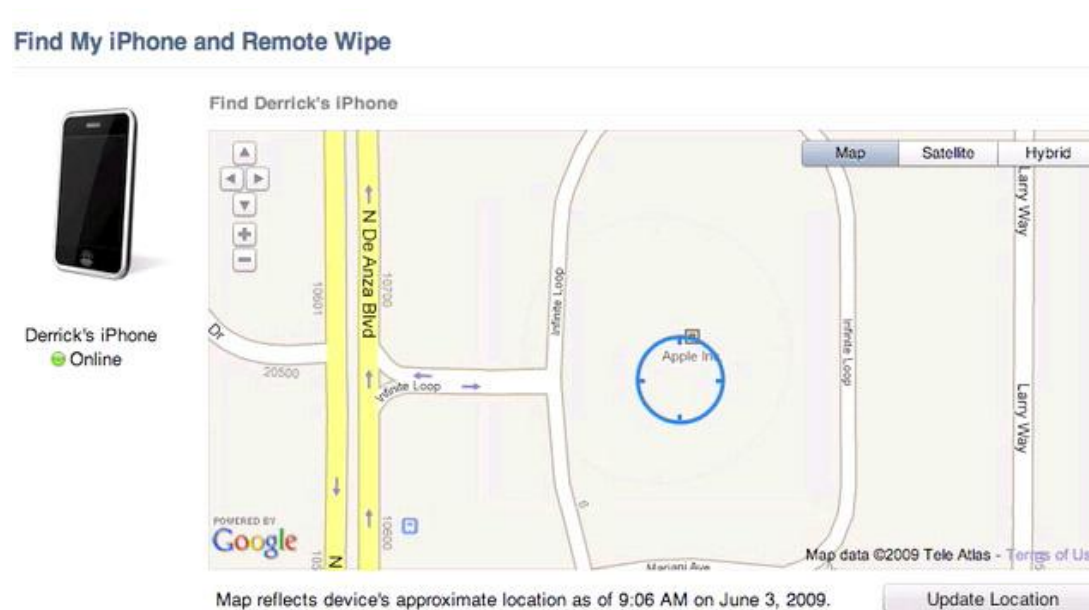 Find My iPhone and Remote Wipe
Find Derrick's iPhone
Map
Satellite
Hybrid
Larry Way
N De Anza Blvd
10601
10700
Infinite Loop
Infinite Loop
Derrick's iPhone
Online
Dr
20500
Apple Inc
Infinite Loop
Larry Way
POWERED BY
Google
10600
N
105
Mariani Ave
Map data ©2009 Tele Atlas - Terms of Us
Map reflects device's approximate location as of 9:06 AM on June 3, 2009.
Update Location